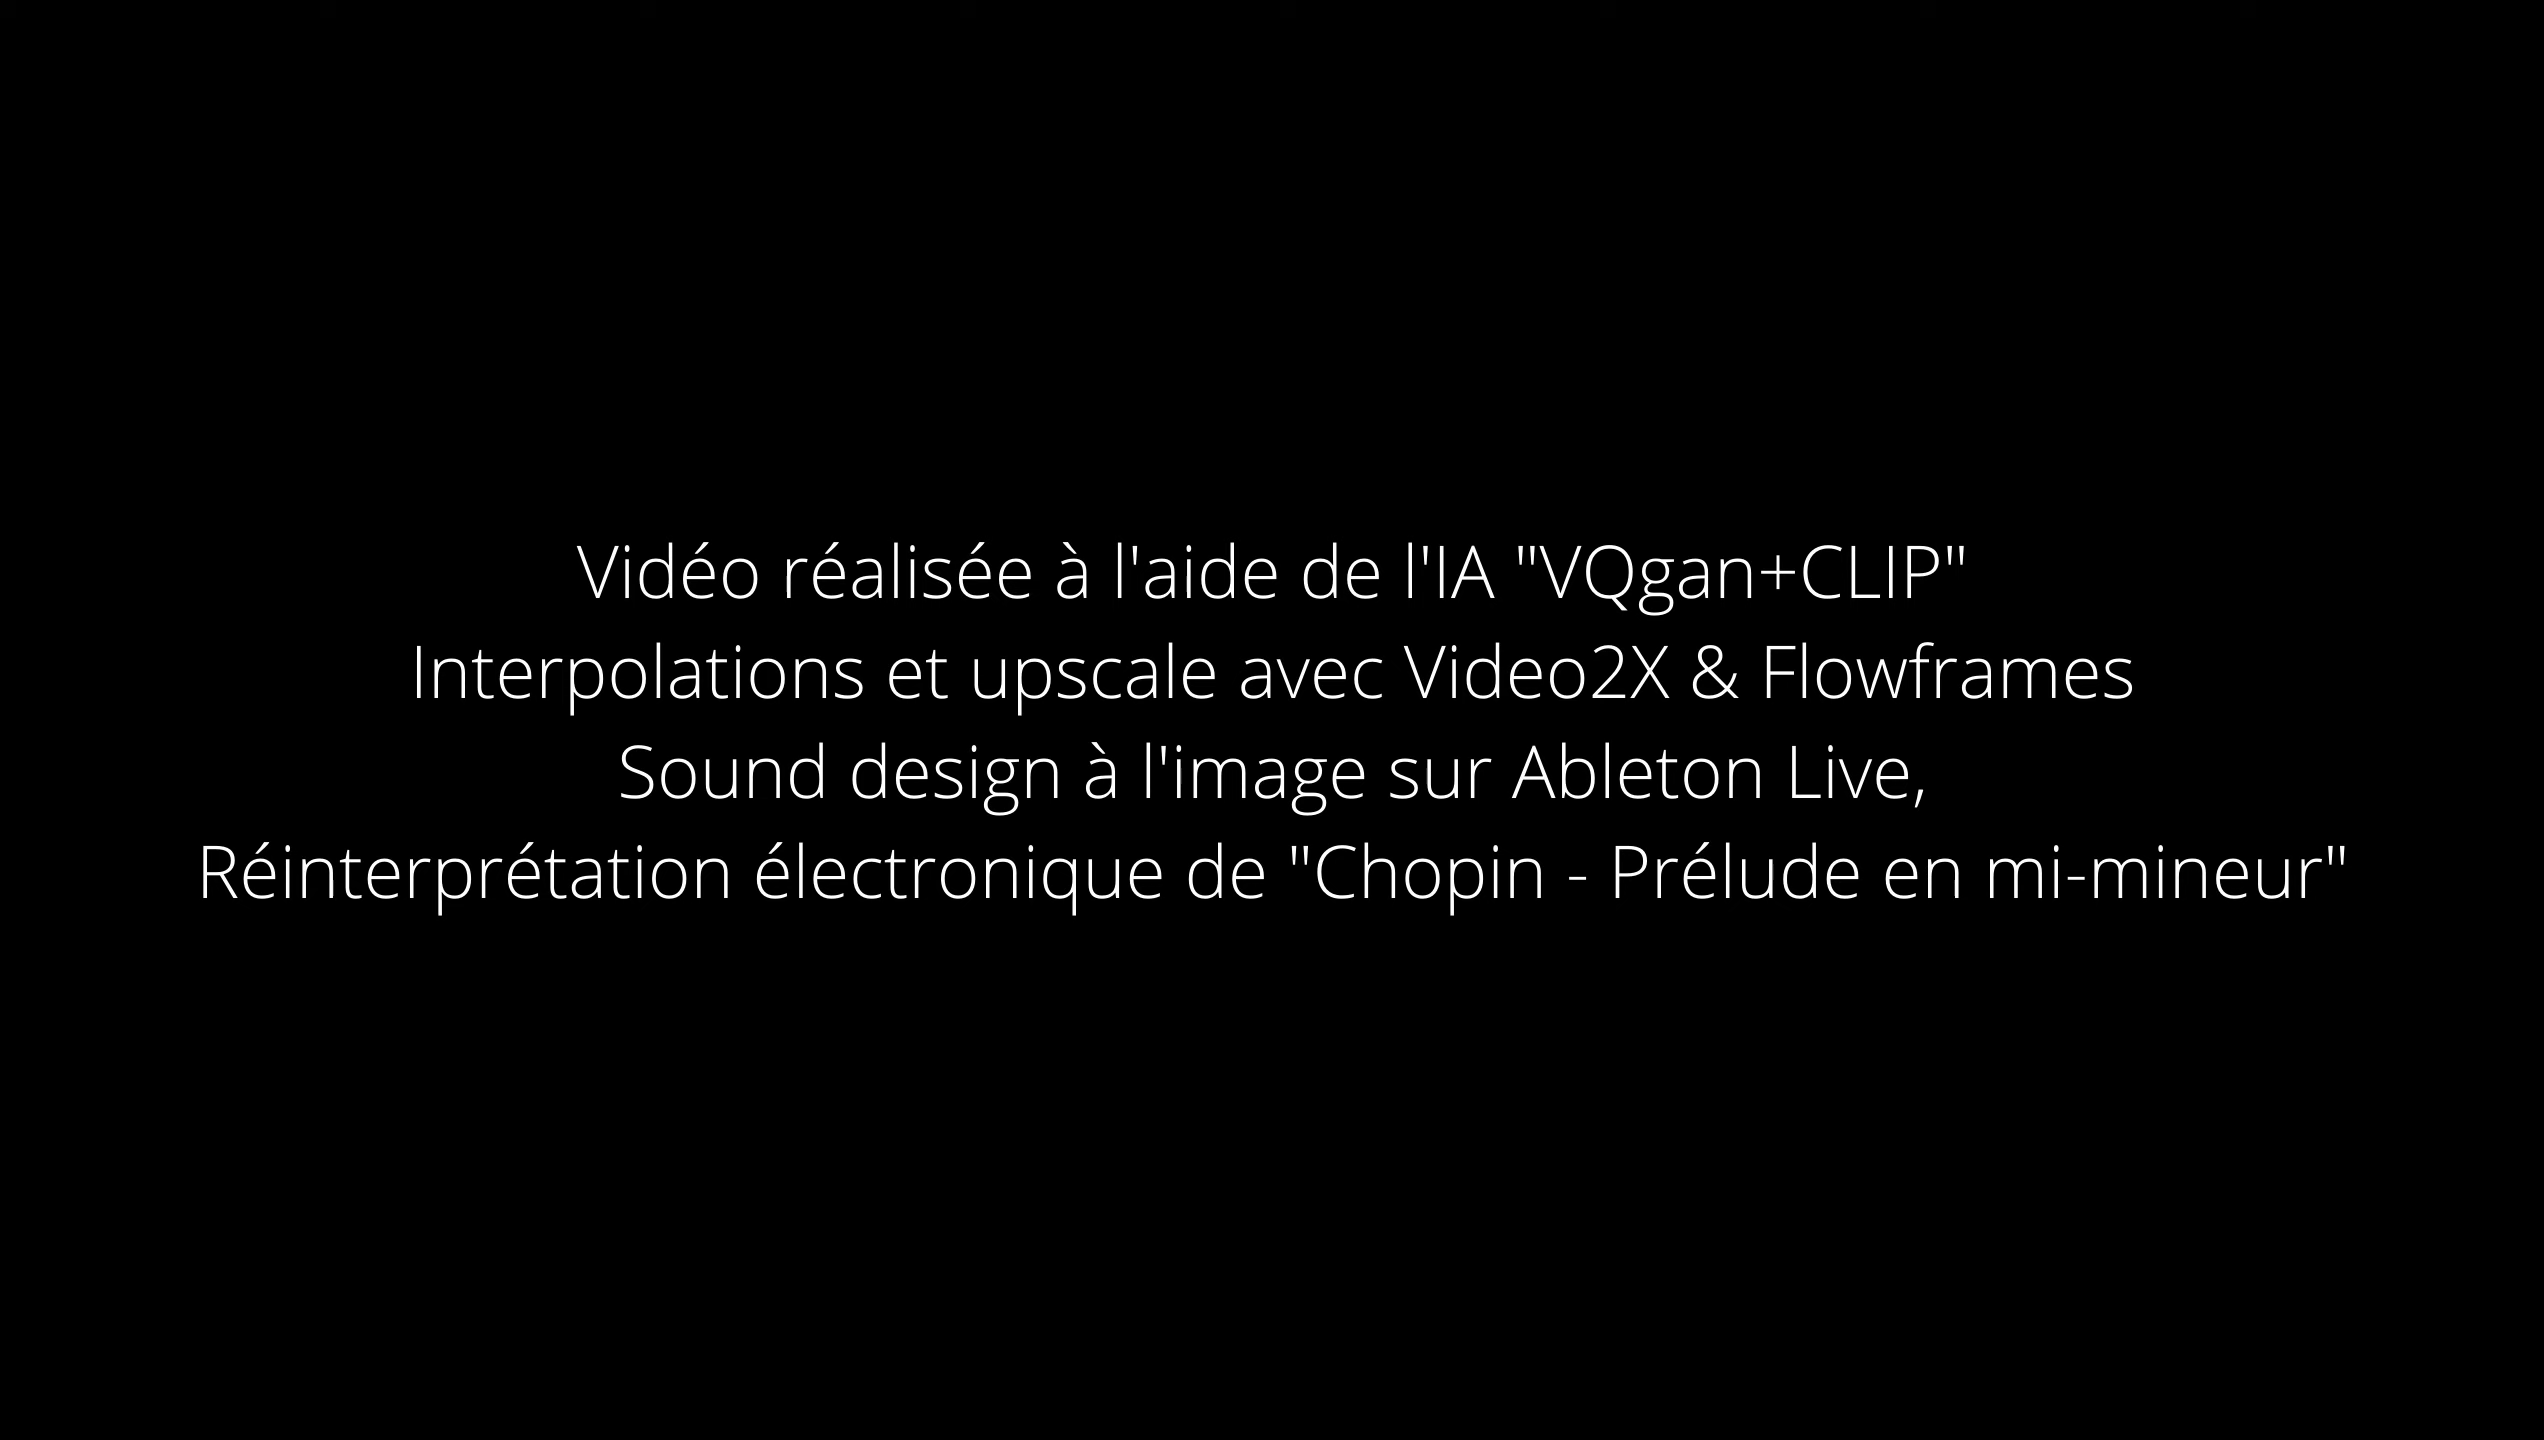 Vidéo réalisée à l'aide de l'IA "VQgan+CLIP"
Interpolations et upscale avec Video2X & Flowframes
Sound design à l'image sur Ableton Live,
Réinterprétation électronique de "Chopin - Prélude en mi-mineur"